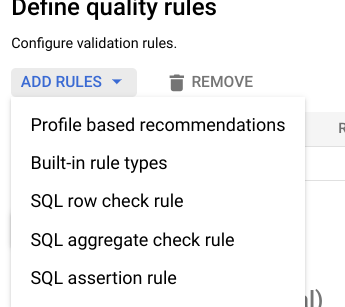 Define quality rules
Configure validation rules.
ADD RULES
REMOVE
Profile based recommendations
Built-in rule types
SQL row check rule
SQL aggregate check rule
SQL assertion rule